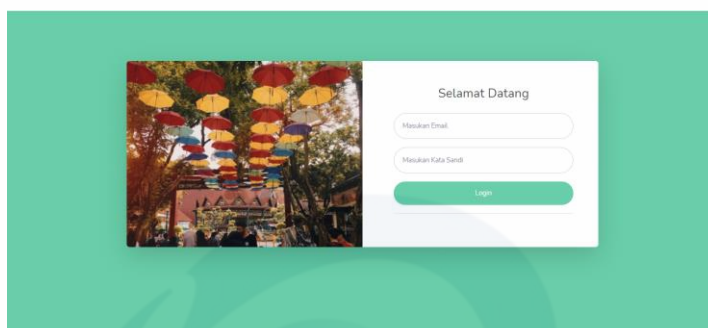 Selamat Datang
Masukan Email
Masukan Kata Sandi
Login